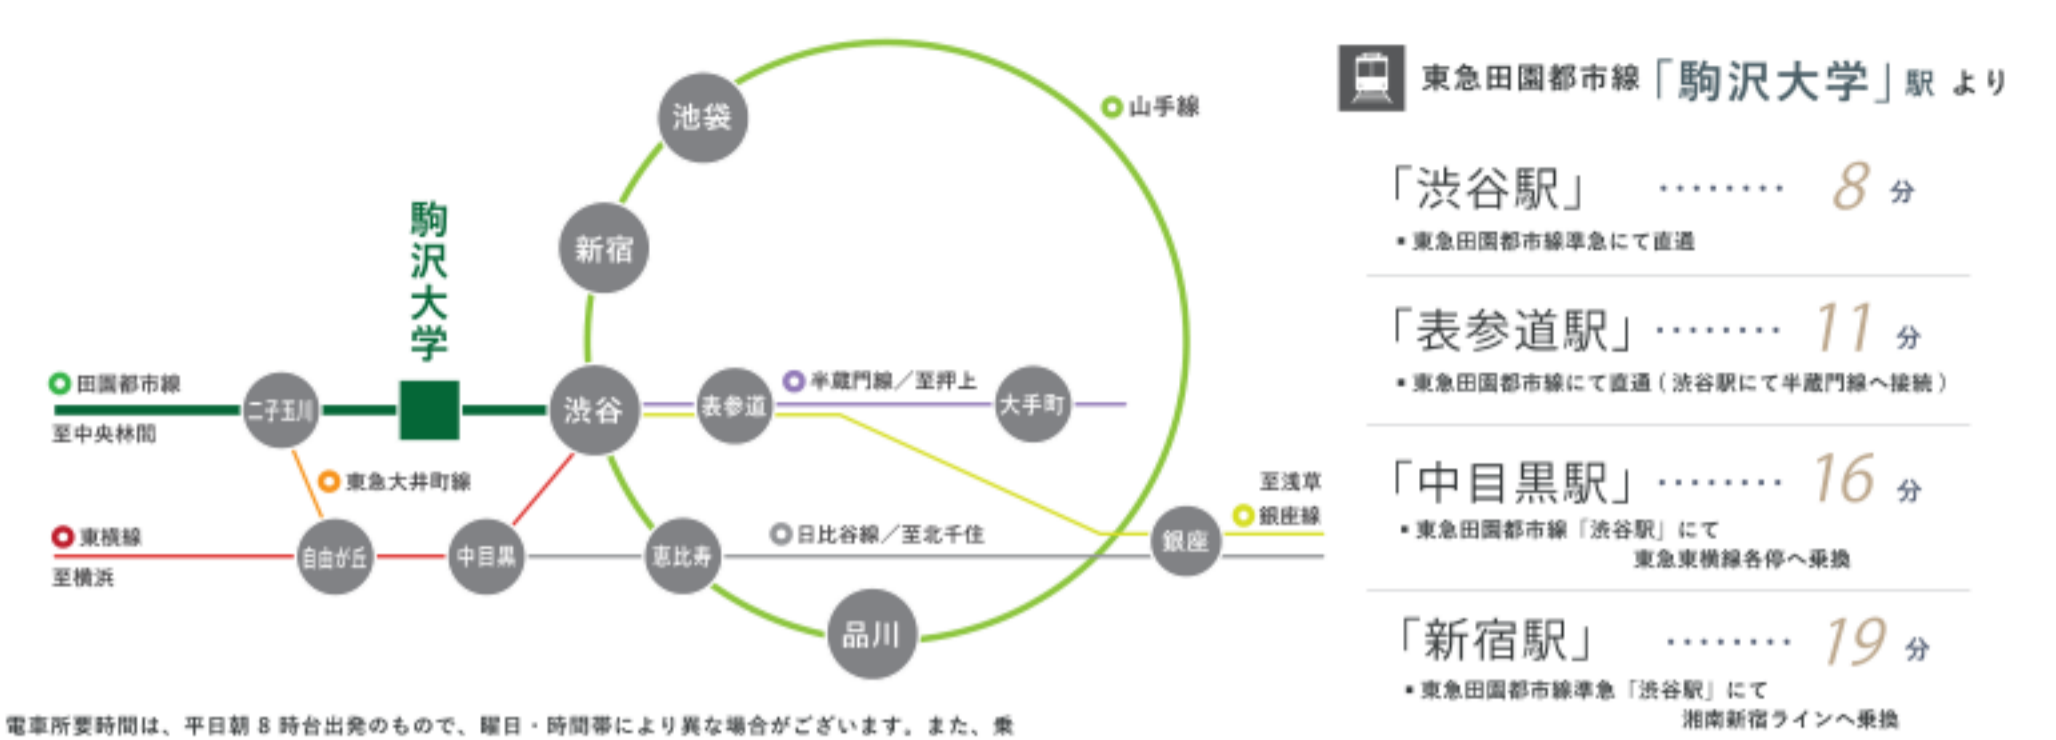 池袋
山手線
新宿
駒沢大学
田園都市線
至中央林間
二子玉川
渋谷
表参道
半蔵門線／至押上
大手町
東急大井町線
至浅草
銀座線
東横線
至横浜
自由が丘
中目黒
恵比寿
日比谷線／至北千住
銀座
品川
電車所要時間は、平日朝 8 時台出発のもので、曜日・時間帯により異な場合がございます。また、乗
東急田園都市線「駒沢大学」駅 より
「渋谷駅」 ········ 8 分
▪ 東急田園都市線準急にて直通
「表参道駅」 ········ 11 分
▪ 東急田園都市線にて直通 ( 渋谷駅にて半蔵門線へ接続 )
「中目黒駅」 ········ 16 分
▪ 東急田園都市線「渋谷駅」にて
東急東横線各停へ乗換
「新宿駅」 ········ 19 分
▪ 東急田園都市線準急「渋谷駅」にて
湘南新宿ラインへ乗換